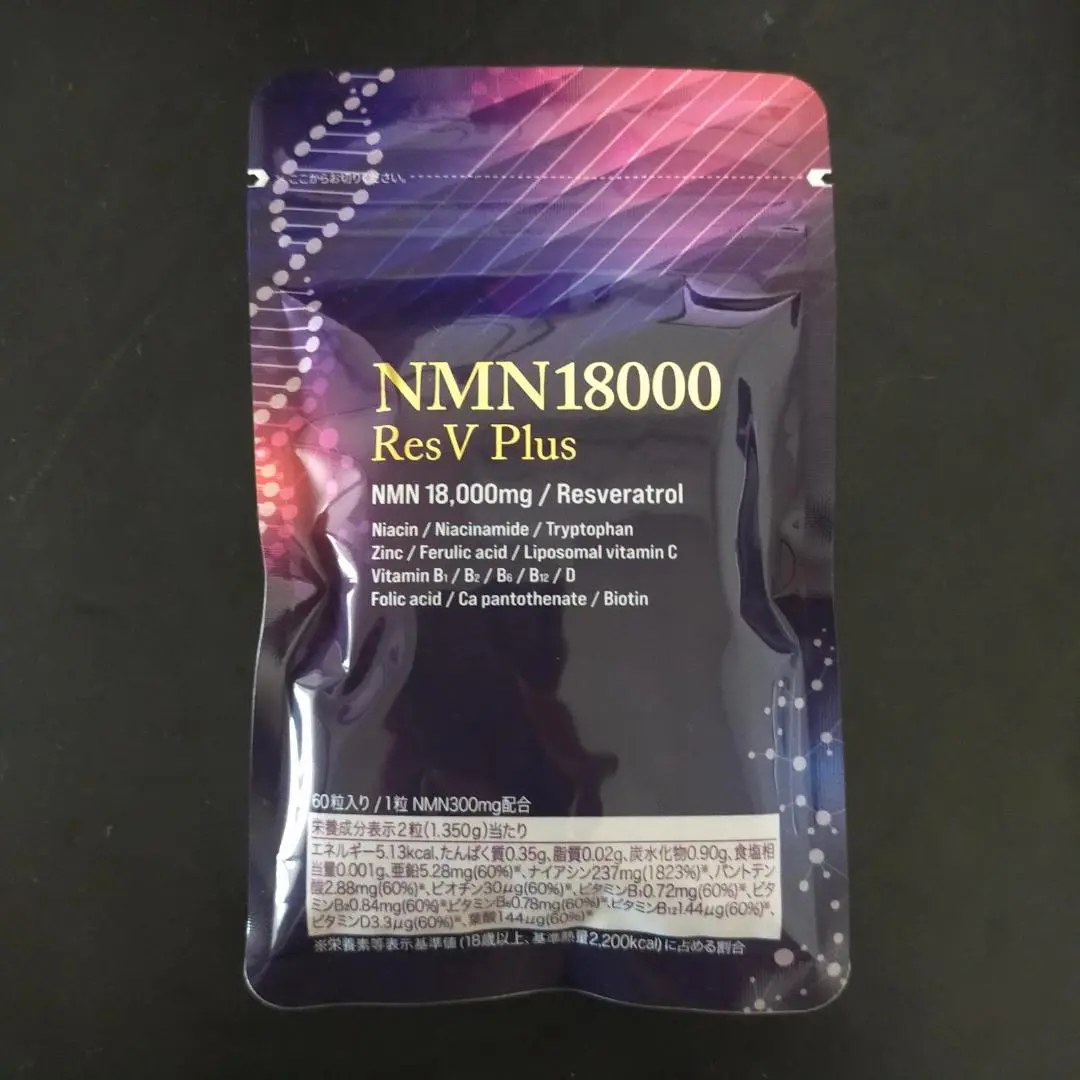 ここからお切りください。
NMN18000
ResV Plus
NMN 18,000mg / Resveratrol
Niacin / Niacinamide / Tryptophan
Zinc / Ferulic acid / Liposomal vitamin C
Vitamin B₁ / B₂ / B₆ / B₁₂ / D
Folic acid / Ca pantothenate / Biotin
60粒入り / 1粒 NMN300mg配合
栄養成分表示2粒(1.350g)当たり
エネルギー5.13kcal、たんぱく質0.35g、脂質0.02g、炭水化物0.90g、食塩相
当量0.001g、亜鉛5.28mg(60%)※、ナイアシン237mg(1823%)※、パントテン
酸2.88mg(60%)※、ビオチン30μg(60%)※、ビタミンB₁0.72mg(60%)※、ビタ
ミンB₂0.84mg(60%)※、ビタミンB₆0.78mg(60%)※、ビタミンB₁₂1.44μg(60%)※、
ビタミンD3.3μg(60%)※、葉酸144μg(60%)※
※栄養素等表示基準値(18歳以上、基準熱量2,200kcal)に占める割合